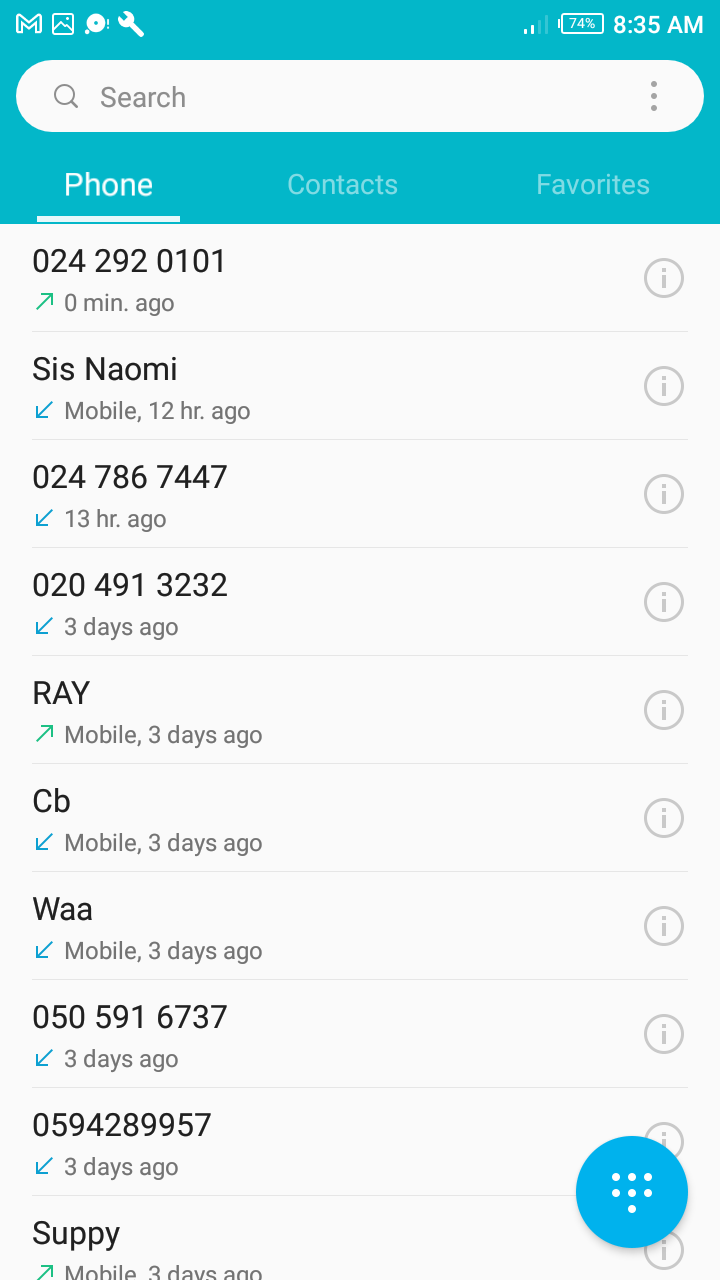 74% 8:35 AM
Search
Phone Contacts Favorites
024 292 0101
0 min. ago
Sis Naomi
Mobile, 12 hr. ago
024 786 7447
13 hr. ago
020 491 3232
3 days ago
RAY
Mobile, 3 days ago
Cb
Mobile, 3 days ago
Waa
Mobile, 3 days ago
050 591 6737
3 days ago
0594289957
3 days ago
Suppy
Mobile, 3 days ago